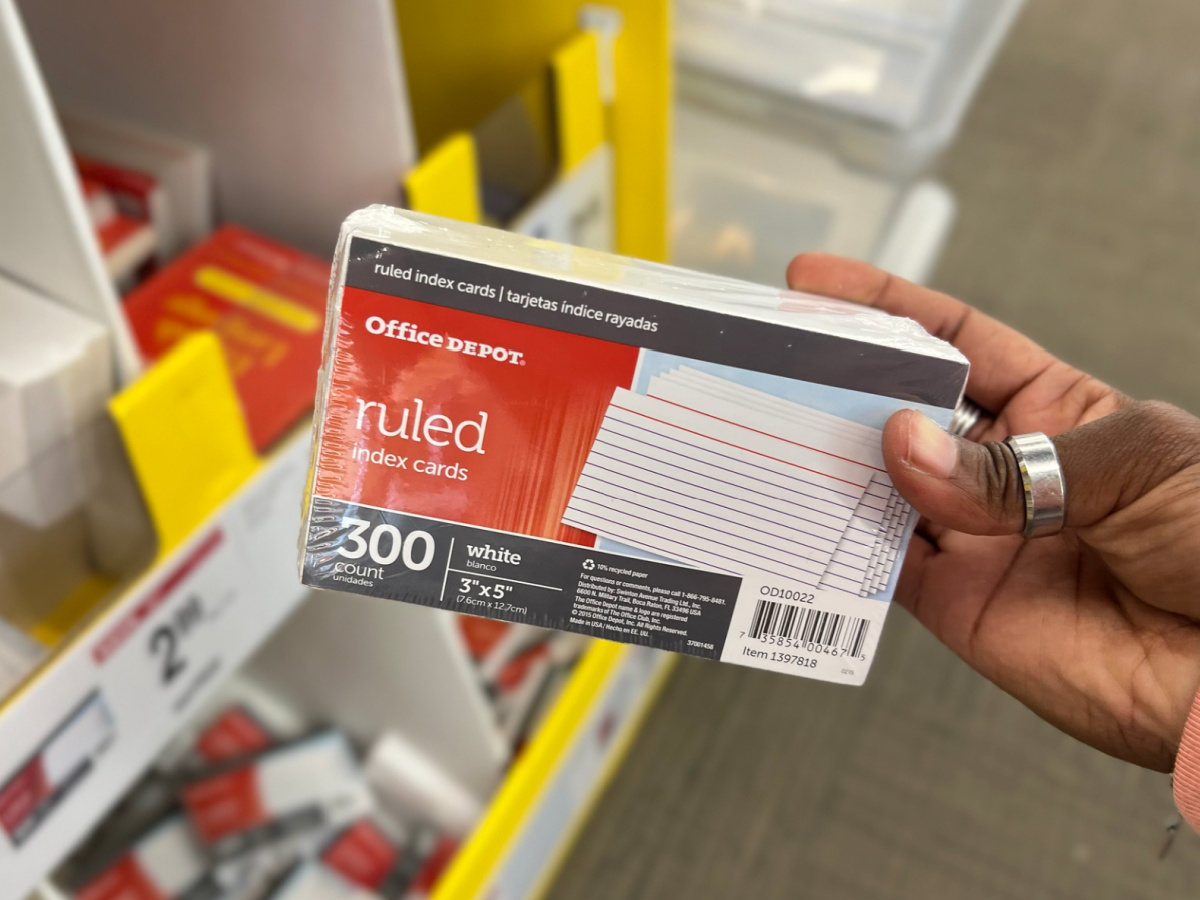 ruled index cards | tarjetas índice rayadas
Office DEPOT®
ruled
index cards
300
count
unidades
white
blanco
3"x5"
(7.6cm x 12.7cm)
10% recycled paper
For questions or comments, please call 1-866-795-8481.
Distributed by: Swinton Avenue Trading Ltd., Inc.
6600 N. Military Trail, Boca Raton, FL 33496 USA
The Office Depot name & logo are registered
trademarks of The Office Club, Inc.
© 2015 Office Depot, Inc. All Rights Reserved.
Made in USA / Hecho en EE. UU.
37001458
OD10022
7 35854 00467 5
Item 1397818
2